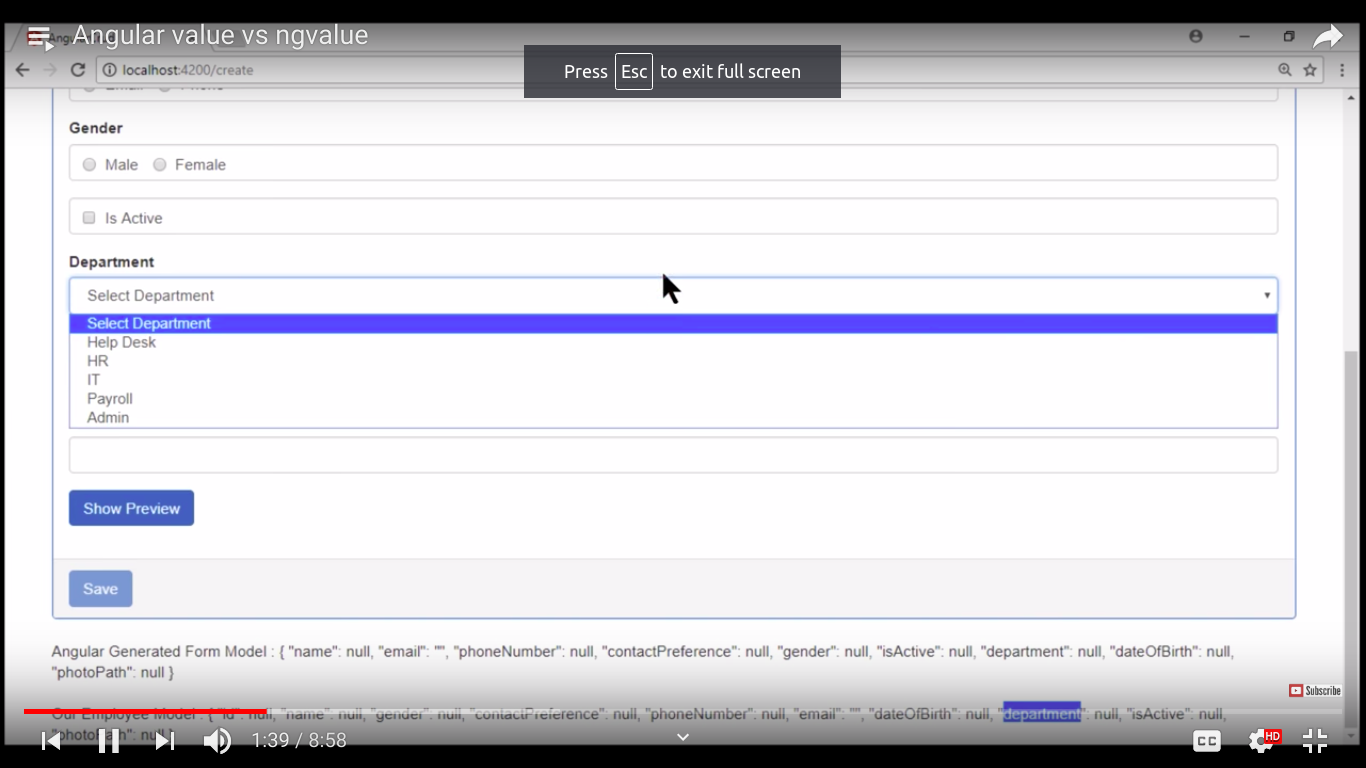 Angular value vs ngvalue
Ang
Press Esc to exit full screen
localhost:4200/create
Email Phone
Gender
Male Female
Is Active
Department
Select Department
Select Department
Help Desk
HR
IT
Payroll
Admin
Show Preview
Save
Angular Generated Form Model : { "name": null, "email": "", "phoneNumber": null, "contactPreference": null, "gender": null, "isActive": null, "department": null, "dateOfBirth": null,
"photoPath": null }
Subscribe
Our Employee Model : { "id": null, "name": null, "gender": null, "contactPreference": null, "phoneNumber": null, "email": "", "dateOfBirth": null, "department": null, "isActive": null,
"photoPath": null }
1:39 / 8:58
CC
HD